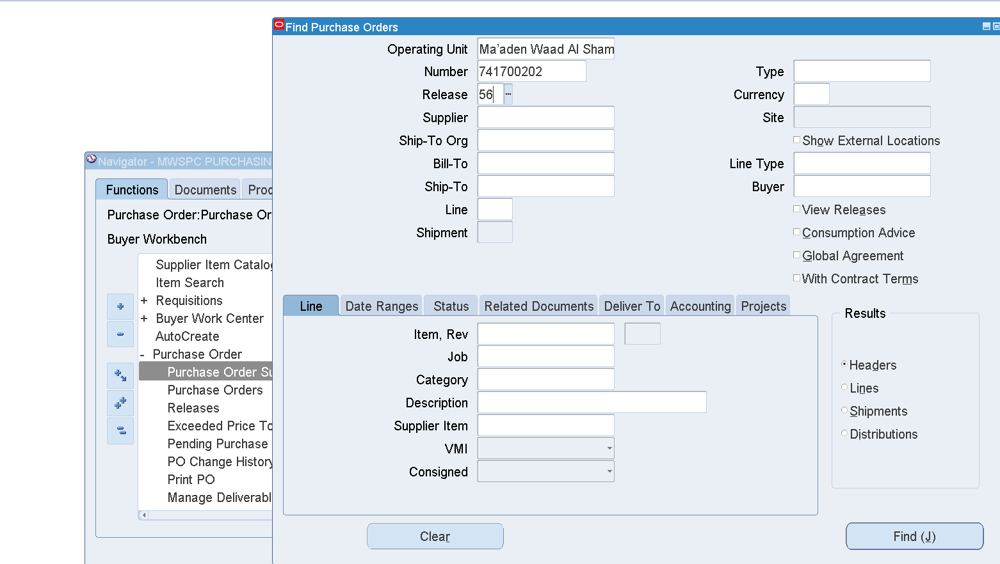 Find Purchase Orders
Operating Unit Ma'aden Waad Al Sham
Number 741700202
Type
Release 56
Currency
Supplier
Site
Ship-To Org
Show External Locations
Bill-To
Line Type
Ship-To
Buyer
Line
View Releases
Shipment
Consumption Advice
Global Agreement
With Contract Terms
Line Date Ranges Status Related Documents Deliver To Accounting Projects
Item, Rev
Job
Category
Description
Supplier Item
VMI
Consigned
Results
Headers
Lines
Shipments
Distributions
Clear
Find (J)
Navigator - MWSPC PURCHASIN
Functions Documents Proc
Purchase Order:Purchase Or
Buyer Workbench
Supplier Item Catalog
Item Search
+ Requisitions
+ Buyer Work Center
AutoCreate
- Purchase Order
Purchase Order Su
Purchase Orders
Releases
Exceeded Price To
Pending Purchase
PO Change History
Print PO
Manage Deliverabl